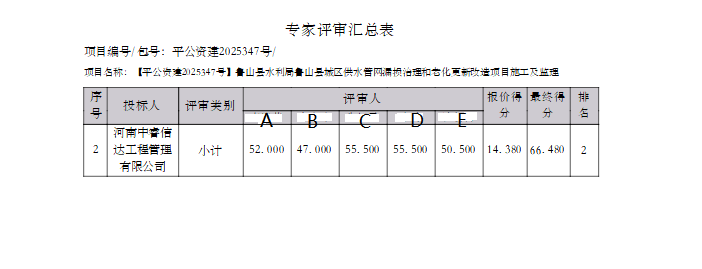 专家评审汇总表
项目编号/包号：平公资建2025347号/
项目名称：【平公资建2025347号】鲁山县水利局鲁山县城区供水管网漏损治理和老化更新改造项目施工及监理
序号 投标人 评审类别 评审人 报价得分 最终得分 排名
A B C D E
2 河南中睿信达工程管理有限公司 小计 52.000 47.000 55.500 55.500 50.500 14.380 66.480 2